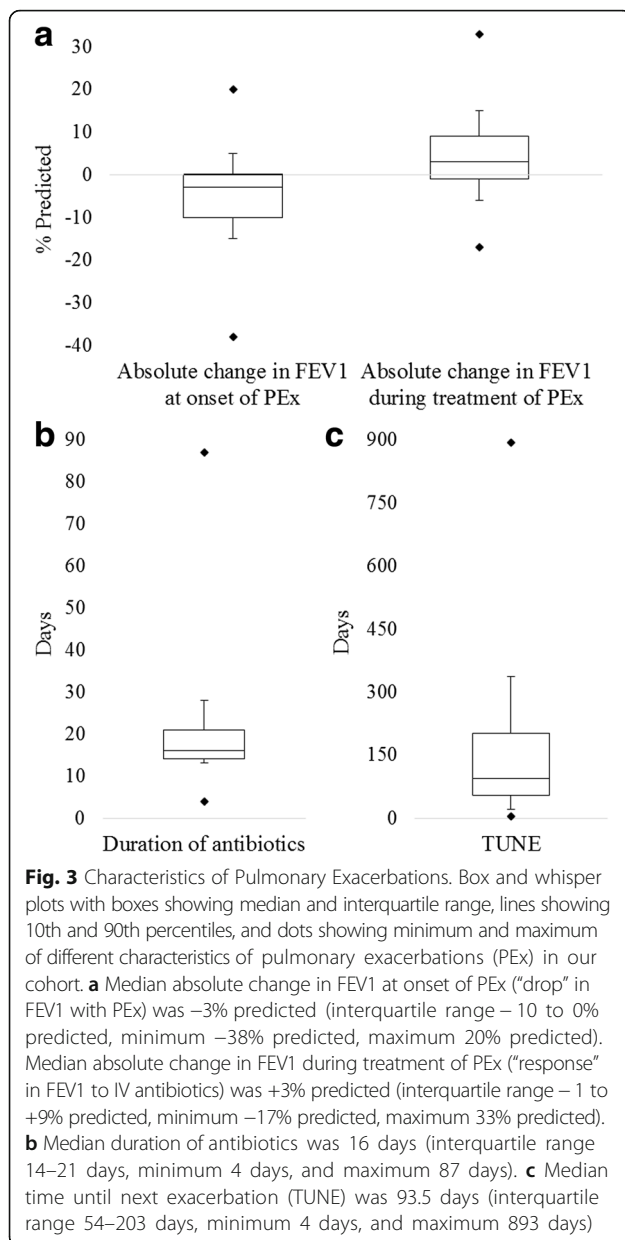 a
30
20
10
0
-10
-20
-30
-40
% Predicted
Absolute change in FEV1
at onset of PEx
Absolute change in FEV1
during treatment of PEx
b
90
80
70
60
50
40
30
20
10
0
Days
Duration of antibiotics
c
900
750
600
450
300
150
0
Days
TUNE
Fig. 3 Characteristics of Pulmonary Exacerbations. Box and whisper
plots with boxes showing median and interquartile range, lines showing
10th and 90th percentiles, and dots showing minimum and maximum
of different characteristics of pulmonary exacerbations (PEx) in our
cohort. a Median absolute change in FEV1 at onset of PEx (“drop” in
FEV1 with PEx) was −3% predicted (interquartile range – 10 to 0%
predicted, minimum −38% predicted, maximum 20% predicted).
Median absolute change in FEV1 during treatment of PEx (“response”
in FEV1 to IV antibiotics) was +3% predicted (interquartile range – 1 to
+9% predicted, minimum −17% predicted, maximum 33% predicted).
b Median duration of antibiotics was 16 days (interquartile range
14–21 days, minimum 4 days, and maximum 87 days). c Median
time until next exacerbation (TUNE) was 93.5 days (interquartile
range 54–203 days, minimum 4 days, and maximum 893 days)